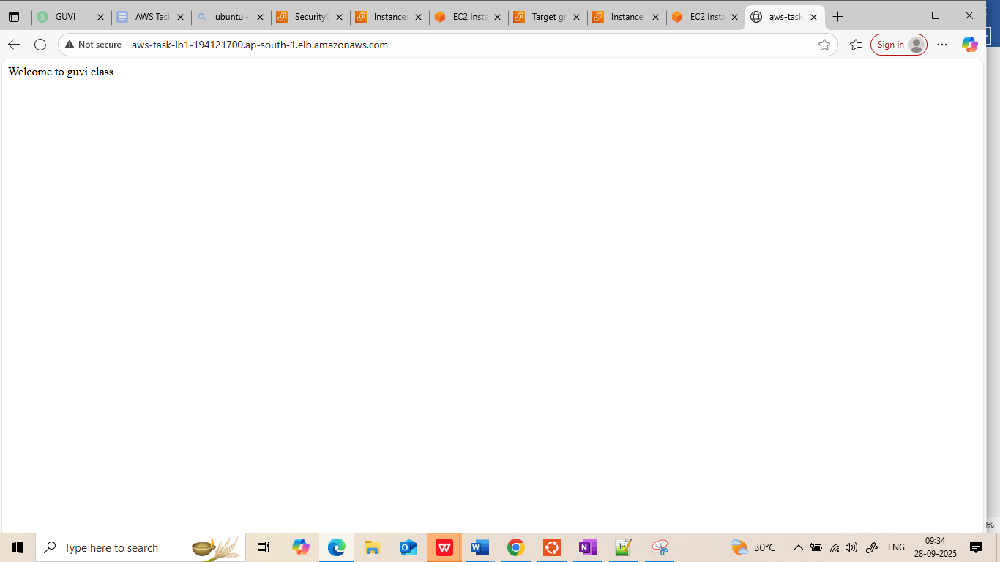 GUVI
AWS Task
ubuntu -
SecurityG
Instances
EC2 Insta
Target gr
Instance
EC2 Insta
aws-task
Not secure
aws-task-lb1-194121700.ap-south-1.elb.amazonaws.com
Sign in
Welcome to guvi class
Type here to search
30°C
ENG
09:34
28-09-2025